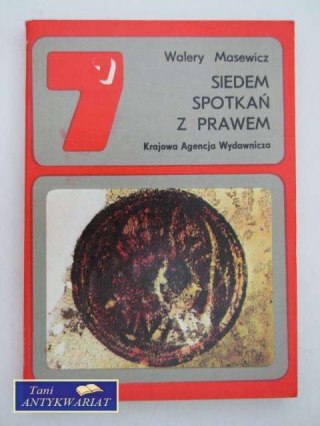 7
Walery Masewicz
SIEDEM
SPOTKAŃ
Z PRAWEM
Krajowa Agencja Wydawnicza
Tani
ANTYKWARIAT